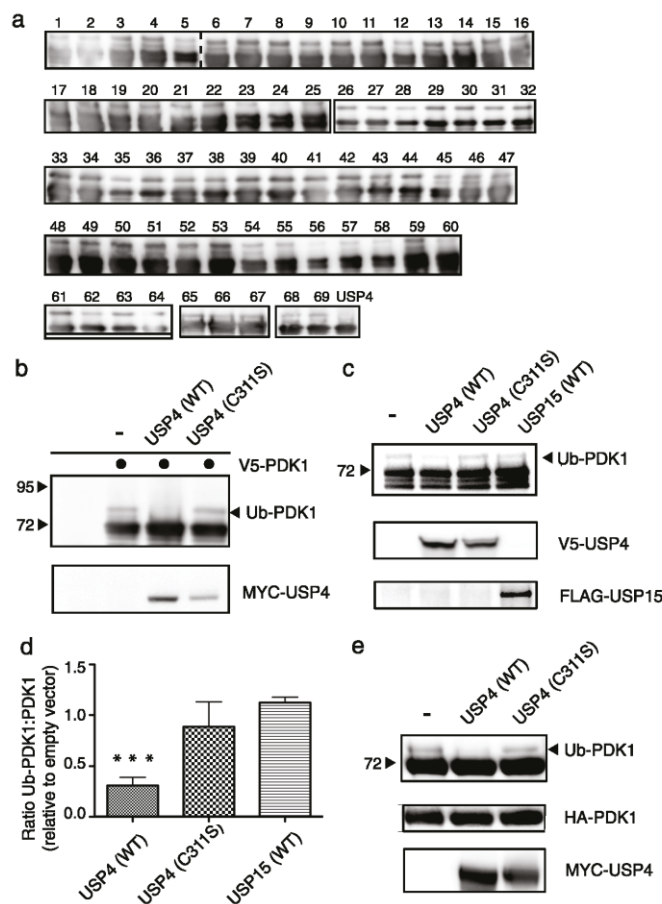 a
1 2 3 4 5 6 7 8 9 10 11 12 13 14 15 16
17 18 19 20 21 22 23 24 25 26 27 28 29 30 31 32
33 34 35 36 37 38 39 40 41 42 43 44 45 46 47
48 49 50 51 52 53 54 55 56 57 58 59 60
61 62 63 64 65 66 67 68 69 USP4
b
- USP4 (WT) USP4 (C311S)
V5-PDK1
95
72
Ub-PDK1
MYC-USP4
c
- USP4 (WT) USP4 (C311S) USP15 (WT)
72
Ub-PDK1
V5-USP4
FLAG-USP15
d
Ratio Ub-PDK1:PDK1
(relative to empty vector)
1.5
1.0
0.5
0.0
* * *
USP4 (WT)
USP4 (C311S)
USP15 (WT)
e
- USP4 (WT) USP4 (C311S)
72
Ub-PDK1
HA-PDK1
MYC-USP4